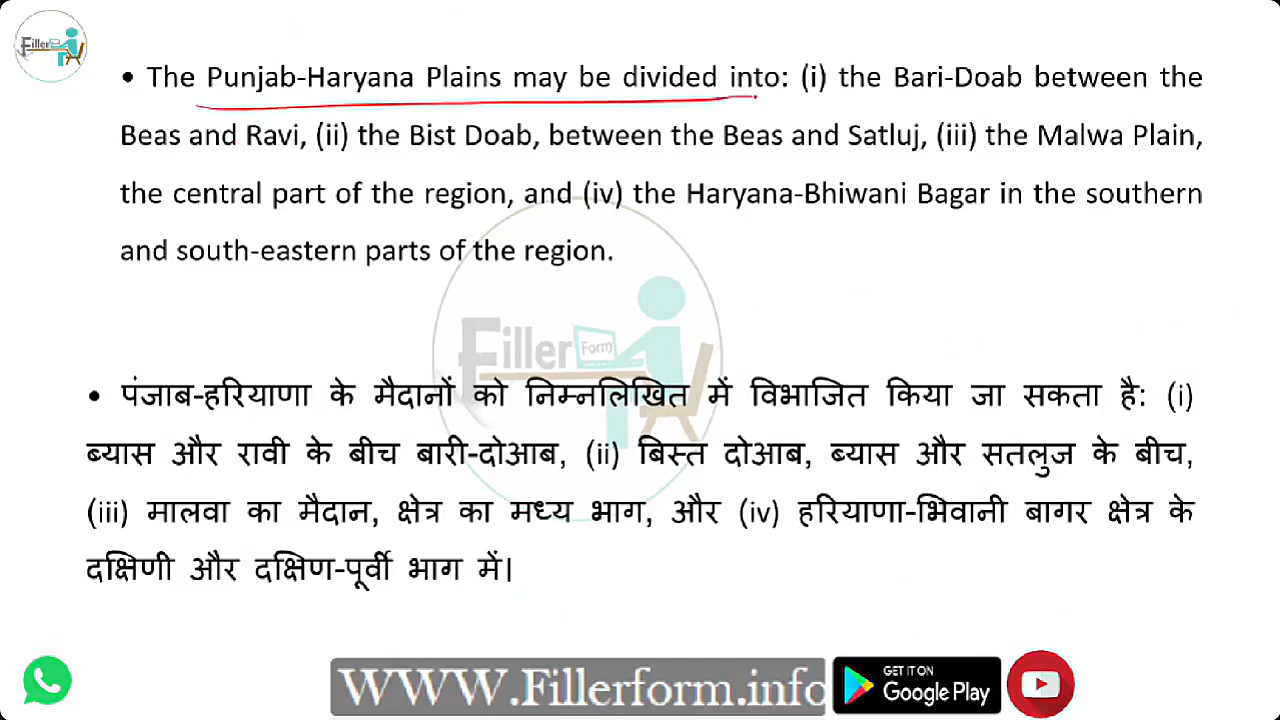 Filler
• The Punjab-Haryana Plains may be divided into: (i) the Bari-Doab between the
Beas and Ravi, (ii) the Bist Doab, between the Beas and Satluj, (iii) the Malwa Plain,
the central part of the region, and (iv) the Haryana-Bhiwani Bagar in the southern
and south-eastern parts of the region.
Filler Form
• पंजाब-हरियाणा के मैदानों को निम्नलिखित में विभाजित किया जा सकता है: (i)
ब्यास और रावी के बीच बारी-दोआब, (ii) बिस्त दोआब, ब्यास और सतलुज के बीच,
(iii) मालवा का मैदान, क्षेत्र का मध्य भाग, और (iv) हरियाणा-भिवानी बागर क्षेत्र के
दक्षिणी और दक्षिण-पूर्वी भाग में।
WWW.Fillerform.info
GET IT ON
Google Play